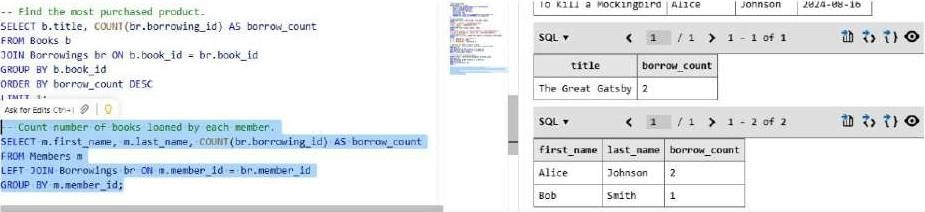 -- Find the most purchased product.
SELECT b.title, COUNT(br.borrowing_id) AS borrow_count
FROM Books b
JOIN Borrowings br ON b.book_id = br.book_id
GROUP BY b.book_id
ORDER BY borrow_count DESC
LIMIT 1;
Ask for Edits Ctrl+I
-- Count number of books loaned by each member.
SELECT m.first_name, m.last_name, COUNT(br.borrowing_id) AS borrow_count
FROM Members m
LEFT JOIN Borrowings br ON m.member_id = br.member_id
GROUP BY m.member_id;
To Kill a Mockingbird Alice Johnson 2024-08-16
SQL 1 / 1 1 - 1 of 1
title borrow_count
The Great Gatsby 2
SQL 1 / 1 1 - 2 of 2
first_name last_name borrow_count
Alice Johnson 2
Bob Smith 1